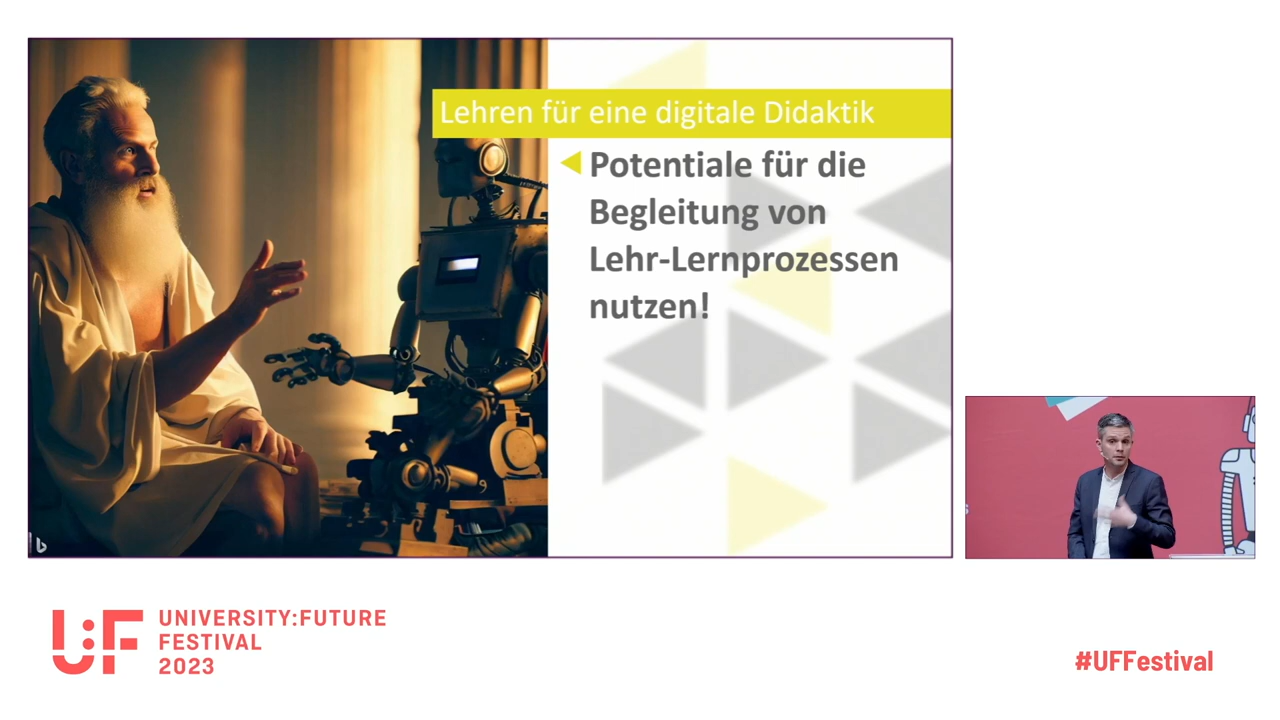 Lehren für eine digitale Didaktik
Potentiale für die
Begleitung von
Lehr-Lernprozessen
nutzen!
U:F
UNIVERSITY:FUTURE
FESTIVAL
2023
#UFFestival